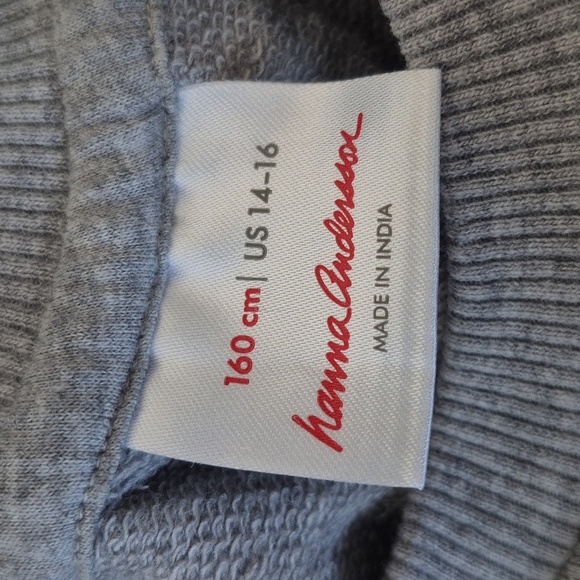 160 cm | US 14-16
hanna andersson
MADE IN INDIA